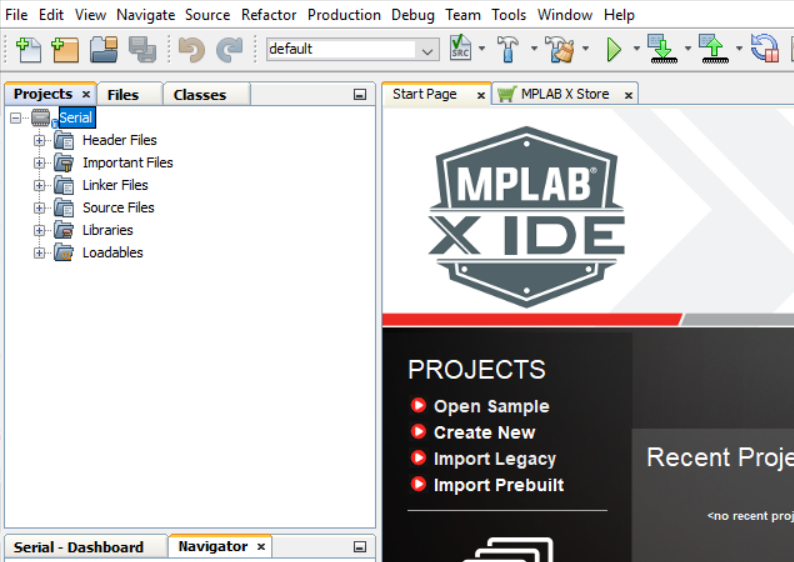 File Edit View Navigate Source Refactor Production Debug Team Tools Window Help
default
SRC
Projects × Files Classes
Start Page × MPLAB X Store ×
Serial
Header Files
Important Files
Linker Files
Source Files
Libraries
Loadables
MPLAB®
X IDE
PROJECTS
Open Sample
Create New
Import Legacy
Import Prebuilt
Recent Proje
<no recent proj
Serial - Dashboard Navigator ×